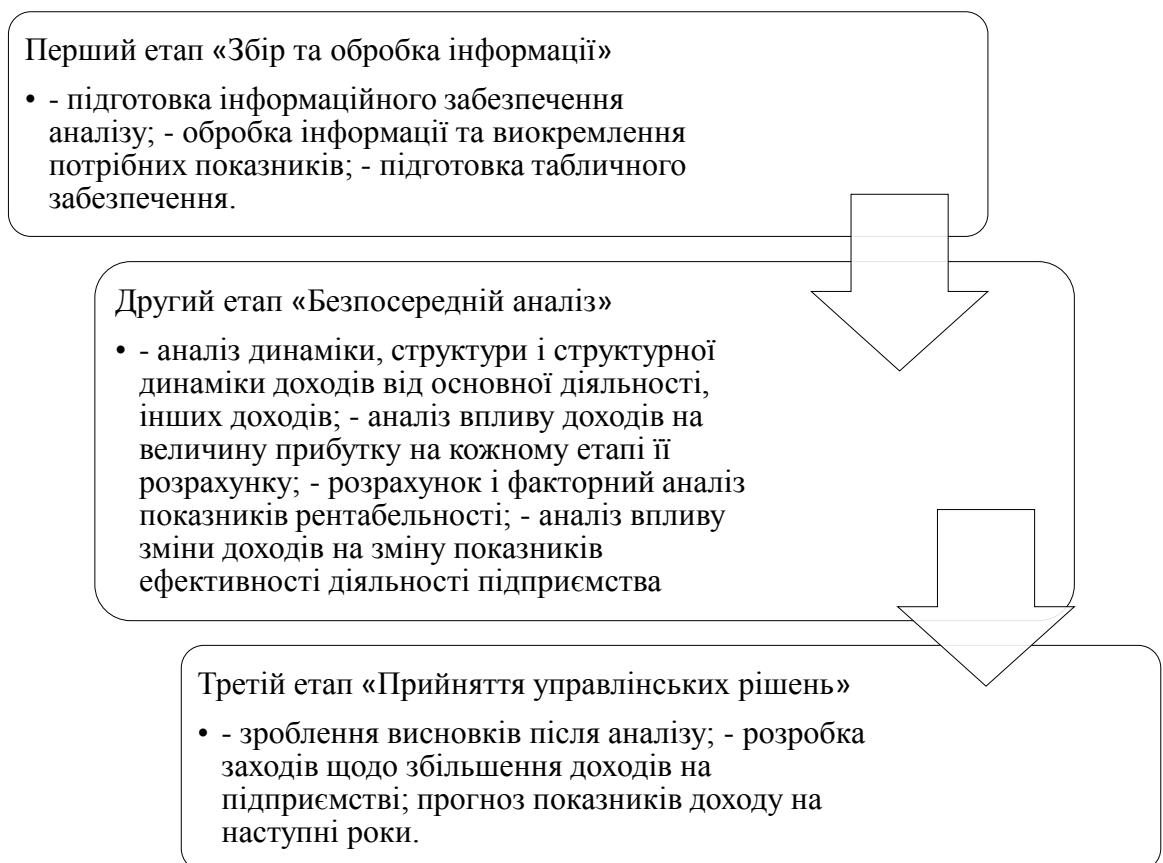 Перший етап «Збір та обробка інформації»
• - підготовка інформаційного забезпечення
аналізу; - обробка інформації та виокремлення
потрібних показників; - підготовка табличного
забезпечення.
Другий етап «Безпосередній аналіз»
• - аналіз динаміки, структури і структурної
динаміки доходів від основної діяльності,
інших доходів; - аналіз впливу доходів на
величину прибутку на кожному етапі її
розрахунку; - розрахунок і факторний аналіз
показників рентабельності; - аналіз впливу
зміни доходів на зміну показників
ефективності діяльності підприємства
Третій етап «Прийняття управлінських рішень»
• - зроблення висновків після аналізу; - розробка
заходів щодо збільшення доходів на
підприємстві; прогноз показників доходу на
наступні роки.